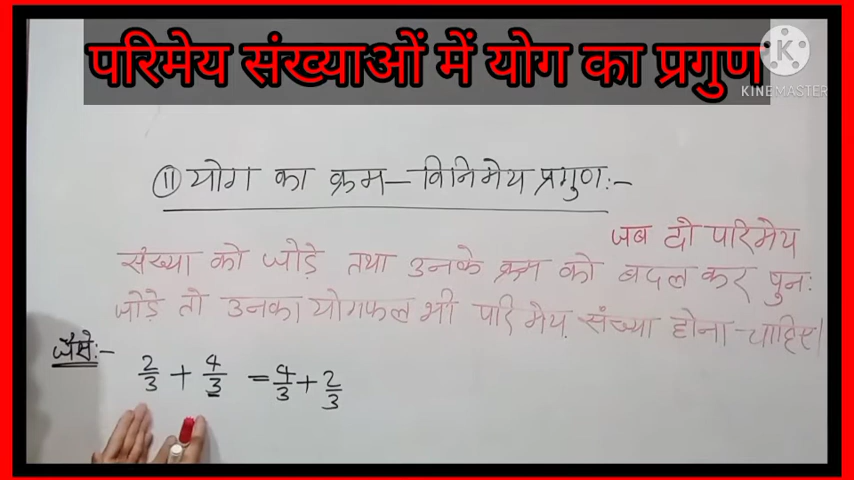 परिमेय संख्याओं में योग का प्रगुण
KINEMASTER
(11) योग का क्रम – विनिमेय प्रगुण:-
जब दो परिमेय
संख्या को जोड़े तथा उनके क्रम को बदल कर पुनः
जोड़े तो उनका योगफल भी परिमेय संख्या होना चाहिए।
जैसे:- 2/3 + 4/3 = 4/3 + 2/3